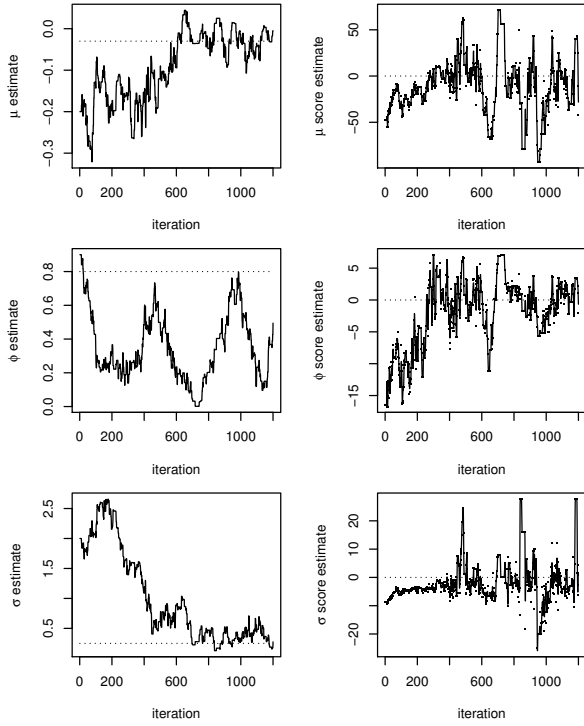 μ estimate
−0.3 −0.2 −0.1 0.0
0 200 600 1000
iteration
μ score estimate
−50 0 50
0 200 600 1000
iteration
ϕ estimate
0.0 0.2 0.4 0.6 0.8
0 200 600 1000
iteration
ϕ score estimate
−15 −5 0 5
0 200 600 1000
iteration
σ estimate
0.5 1.5 2.5
0 200 600 1000
iteration
σ score estimate
−20 0 10 20
0 200 600 1000
iteration